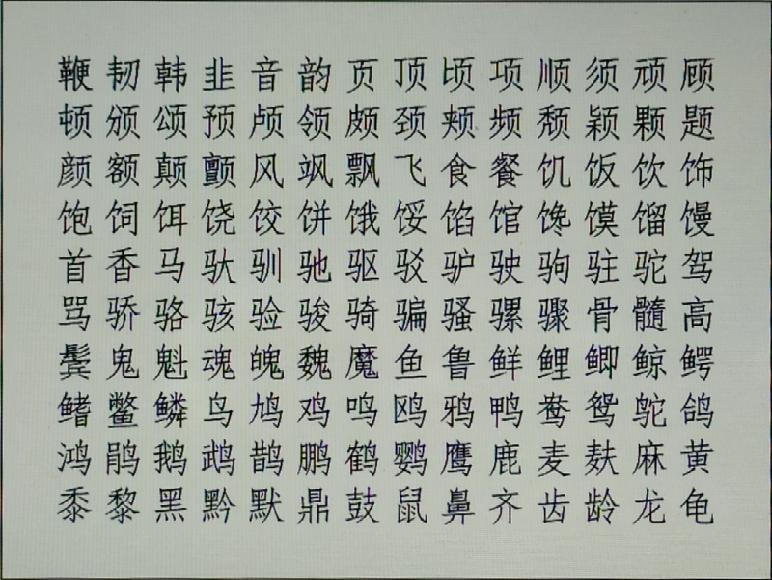 鞭韧韩韭音韵页顶顷项顺须顽顾
顿颁颂预颅领颇颈颊频颓颖颗题
颜额颠颤风飒飘飞食餐饥饭饮饰
饱饲饵饶饺饼饿馁馅馆馋馍馏馒
首香马驮驯驰驱驳驴驶驹驻驼驾
骂骄骆骇验骏骑骗骚骡骤骨髓高
鬓鬼魁魂魄魏魔鱼鲁鲜鲤鲫鲸鳄
鳍鳖鳞鸟鸠鸡鸣鸥鸦鸭鸯鸳鸵鸽
鸿鹃鹅鹉鹊鹏鹤鹦鹰鹿麦麸麻黄
黍黎黑黔默鼎鼓鼠鼻齐齿龄龙龟